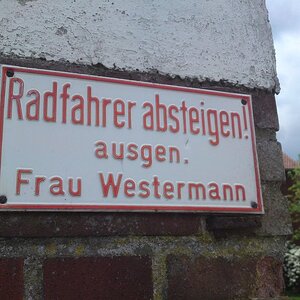 Radfahrer absteigen!
ausgen.
Frau Westermann